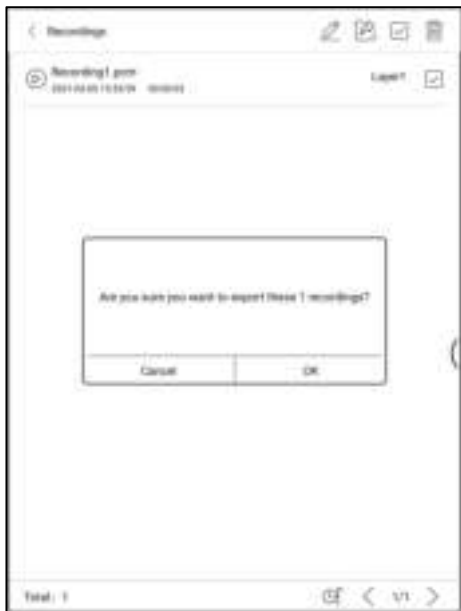 Recordings
Recording1.pcm
Layer1
Are you sure you want to export these 1 recordings?
Cancel
OK
Total: 1
1/1